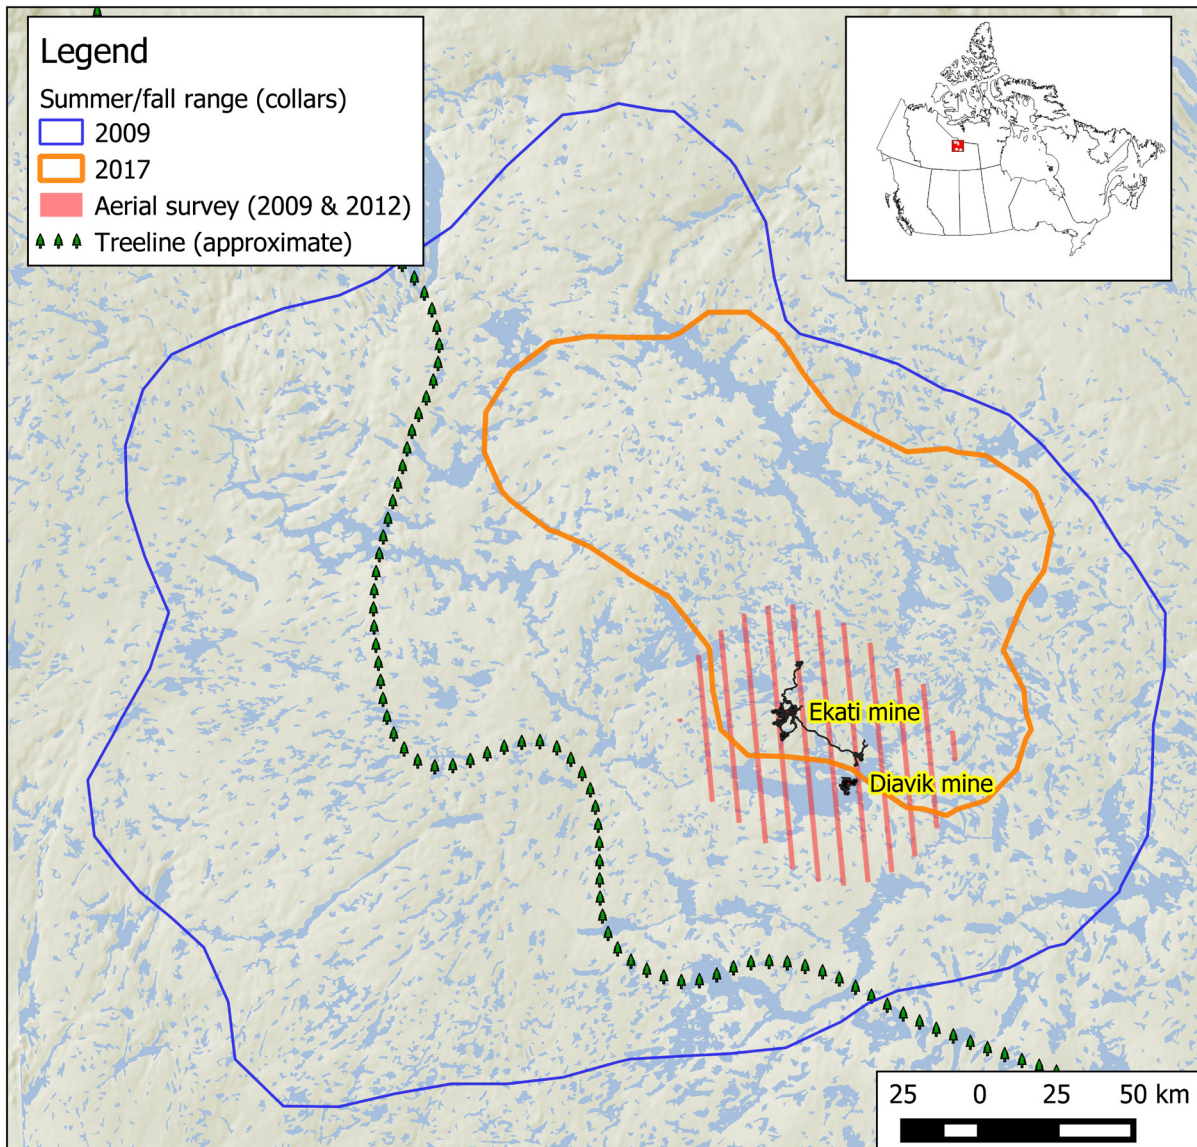 Legend
Summer/fall range (collars)
2009
2017
Aerial survey (2009 & 2012)
Treeline (approximate)
Ekati mine
Diavik mine
25 0 50 km